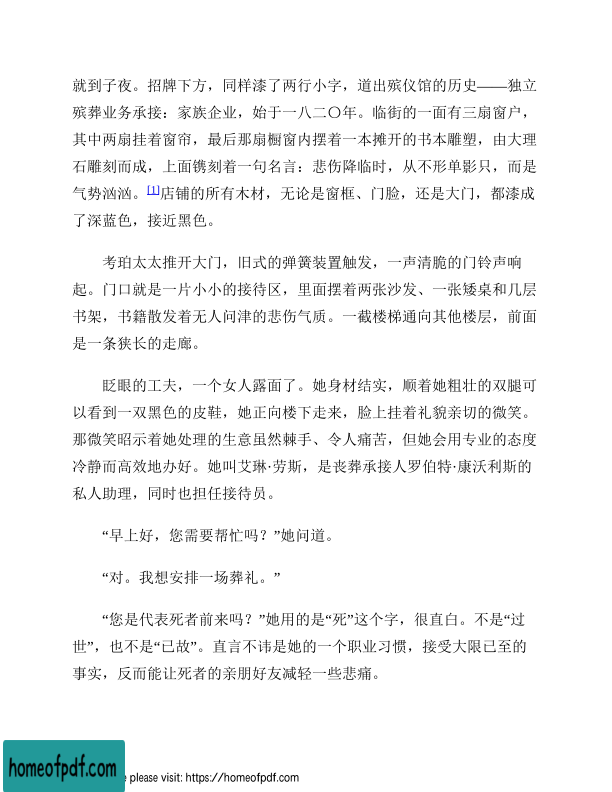 就到子夜。招牌下方，同样漆了两行小字，道出殡仪馆的历史——独立
殡葬业务承接：家族企业，始于一八二〇年。临街的一面有三扇窗户，
其中两扇挂着窗帘，最后那扇橱窗内摆着一本摊开的书本雕塑，由大理
石雕刻而成，上面镌刻着一句名言：悲伤降临时，从不形单影只，而是
气势汹汹。[1]店铺的所有木材，无论是窗框、门脸，还是大门，都漆成
了深蓝色，接近黑色。
考珀太太推开大门，旧式的弹簧装置触发，一声清脆的门铃声响
起。门口就是一片小小的接待区，里面摆着两张沙发、一张矮桌和几层
书架，书籍散发着无人问津的悲伤气质。一截楼梯通向其他楼层，前面
是一条狭长的走廊。
眨眼的工夫，一个女人露面了。她身材结实，顺着她粗壮的双腿可
以看到一双黑色的皮鞋，她正向楼下走来，脸上挂着礼貌亲切的微笑。
那微笑昭示着她处理的生意虽然棘手、令人痛苦，但她会用专业的态度
冷静而高效地办好。她叫艾琳·劳斯，是丧葬承接人罗伯特·康沃利斯的
私人助理，同时也担任接待员。
“早上好，您需要帮忙吗？”她问道。
“对。我想安排一场葬礼。”
“您是代表死者前来吗？”她用的是“死”这个字，很直白。不是“过
世”，也不是“已故”。直言不讳是她的一个职业习惯，接受大限已至的
事实，反而能让死者的亲朋好友减轻一些悲痛。
homeofpdf.com
e please visit: https://homeofpdf.com